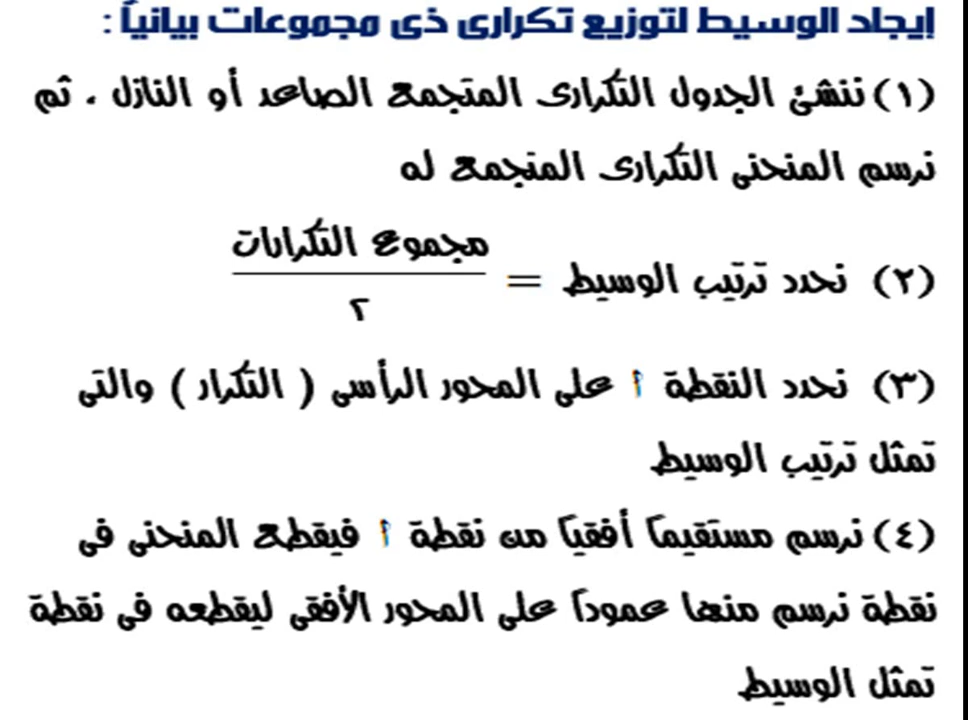 إيجاد الوسيط لتوزيع تكرارى ذى مجموعات بيانياً :
(١) ننشئ الجدول التكرارى المتجمع الصاعد أو النازل . ثم
نرسم المنحنى التكرارى المتجمع له
(٢) نحدد ترتيب الوسيط = مجموع التكرارات
٢
(٣) نحدد النقطة أ على المحور الرأسى ( التكرار ) والتى
تمثل ترتيب الوسيط
(٤) نرسم مستقيماً أفقياً من نقطة أ فيقطع المنحنى فى
نقطة نرسم منها عموداً على المحور الأفقى ليقطعه فى نقطة
تمثل الوسيط